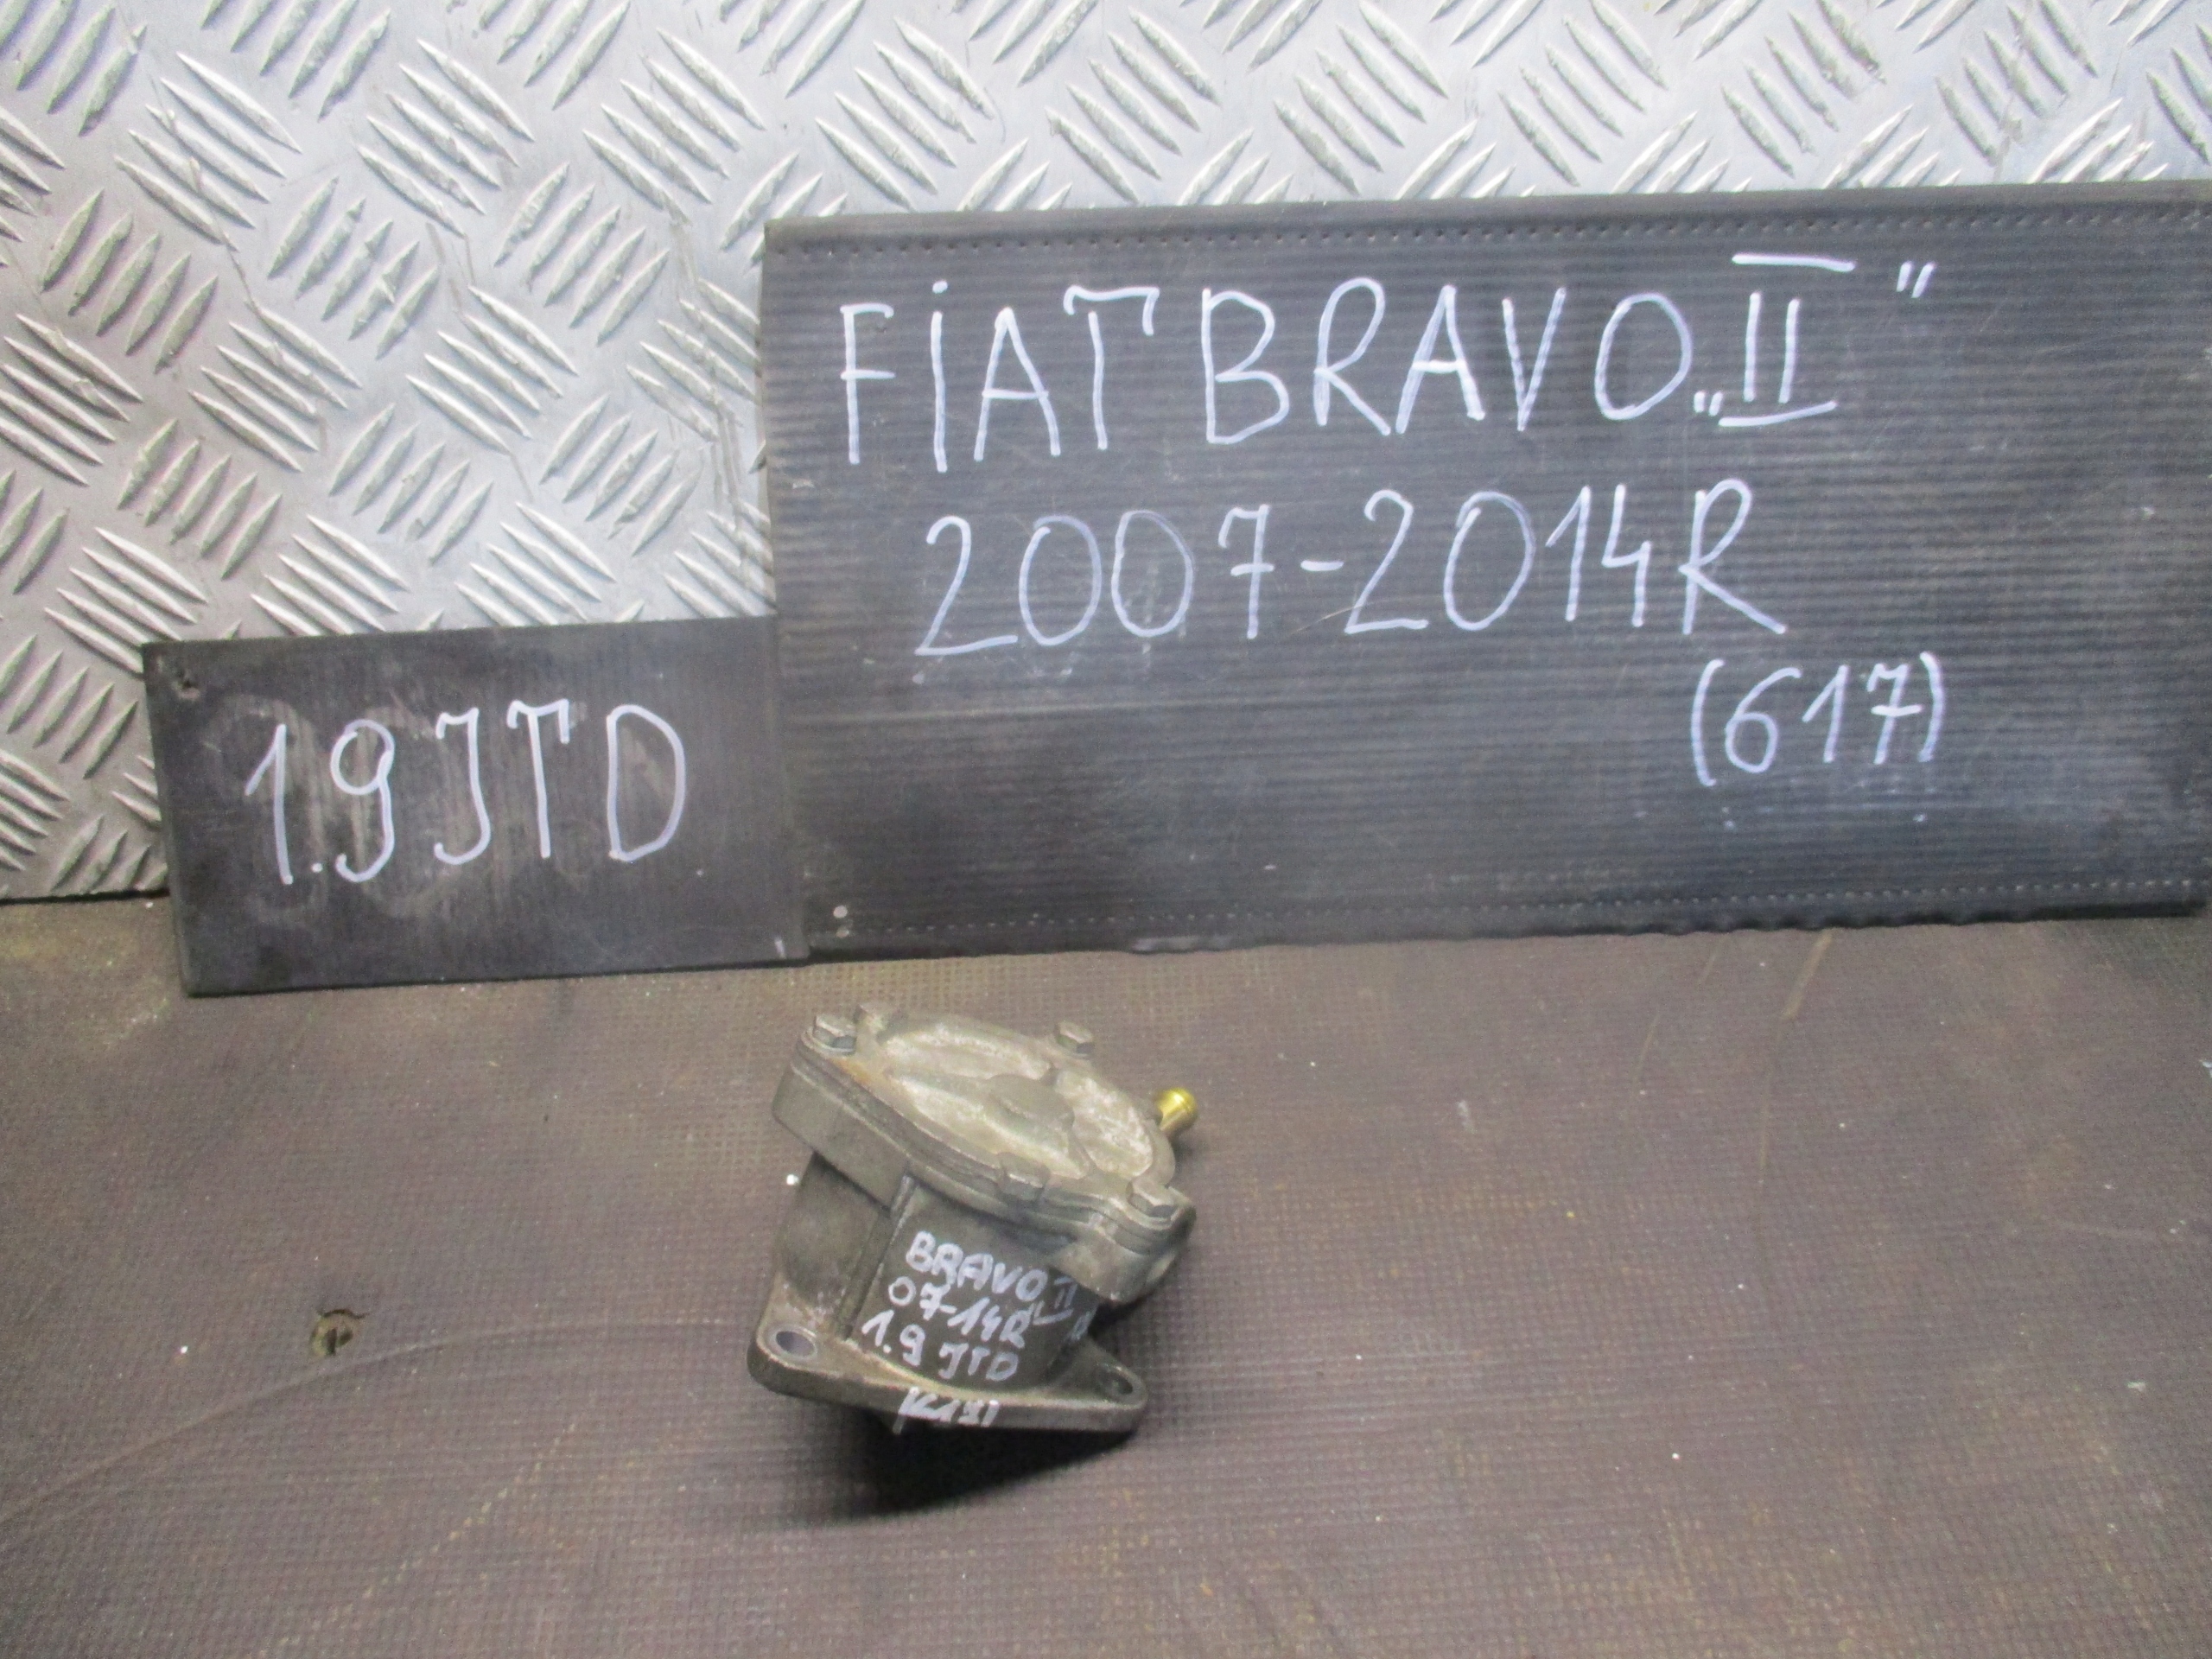 FiAT BRAVO „II"
2007-2014R
(617)
1.9 JTD
BRAVO „II"
07-14R
1.9 JTD